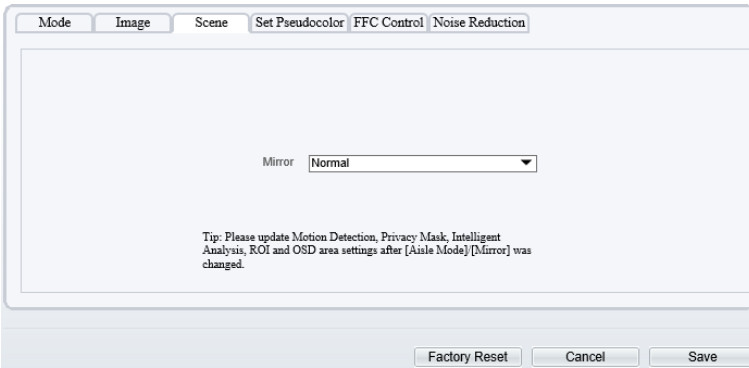 Mode Image Scene Set Pseudocolor FFC Control Noise Reduction
Mirror Normal
Tip: Please update Motion Detection, Privacy Mask, Intelligent
Analysis, ROI and OSD area settings after [Aisle Mode]/[Mirror] was
changed.
Factory Reset Cancel Save